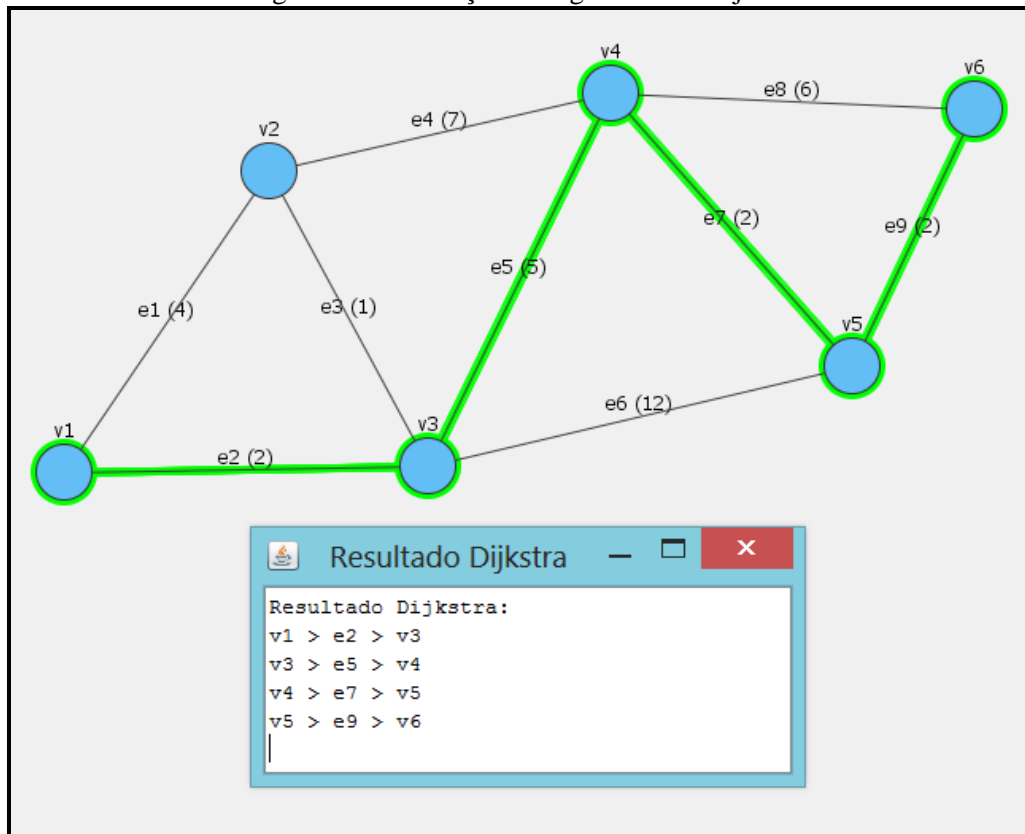 v4
v6
e8 (6)
e4 (7)
v2
e7 (2)
e9 (2)
e5 (5)
e1 (4)
e3 (1)
v5
e6 (12)
v3
v1
e2 (2)
Resultado Dijkstra
Resultado Dijkstra:
v1 > e2 > v3
v3 > e5 > v4
v4 > e7 > v5
v5 > e9 > v6